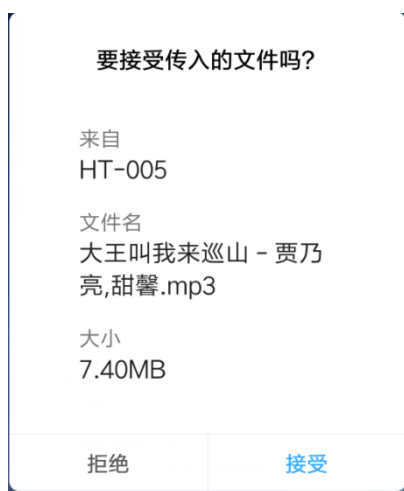 要接受传入的文件吗?
来自
HT-005
文件名
大王叫我来巡山 - 贾乃
亮,甜馨.mp3
大小
7.40MB
拒绝
接受